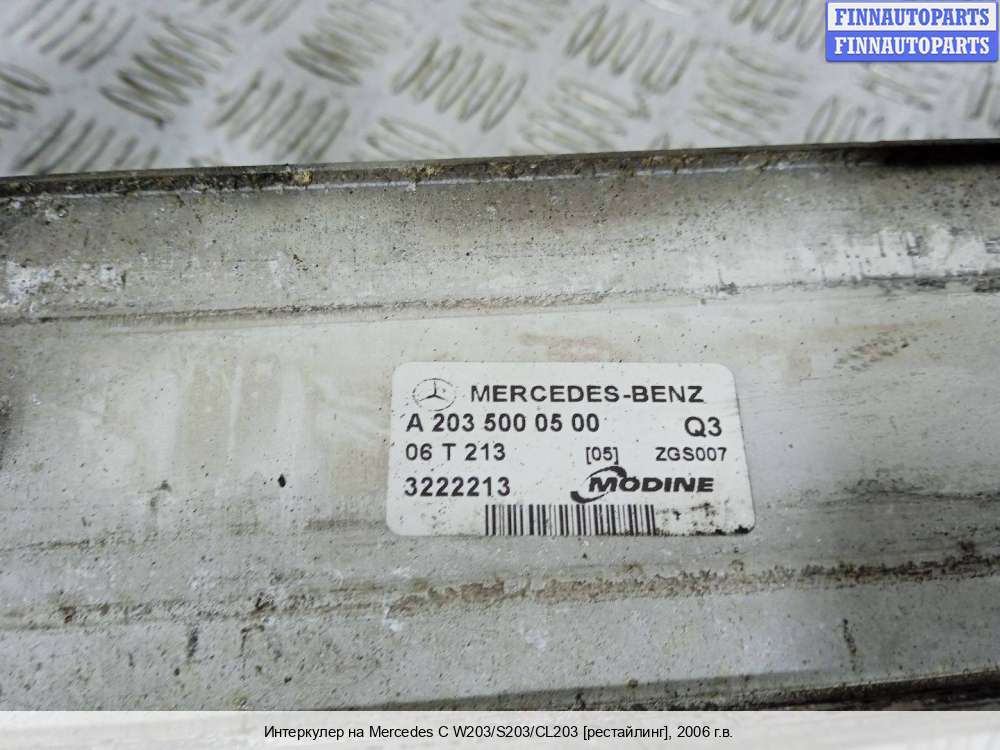 FINNAUTOPARTS
FINNAUTOPARTS
MERCEDES-BENZ
A 203 500 05 00 Q3
06 T 213 [05] ZGS007
3222213 MODINE
Интеркулер на Mercedes C W203/S203/CL203 [рестайлинг], 2006 г.в.